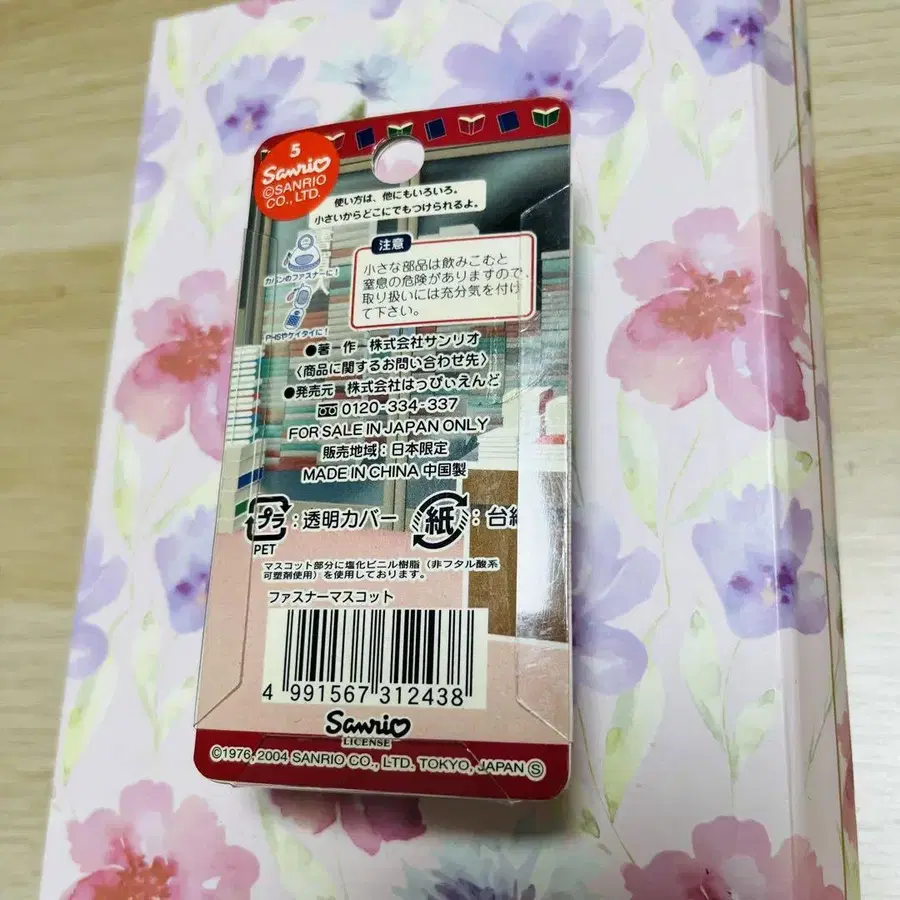 5
Sanrio
©SANRIO
CO., LTD.
使い方は、他にもいろいろ。
小さいからどこにでもつけられるよ。
カバンのファスナーに!
PHSやケイタイに!
注意
小さな部品は飲みこむと
窒息の危険がありますので、
取り扱いには充分気を付け
て下さい。
●著 作 株式会社サンリオ
〈商品に関するお問い合わせ先〉
●発売元 株式会社はっぴぃえんど
0120-334-337
FOR SALE IN JAPAN ONLY
販売地域:日本限定
MADE IN CHINA 中国製
プラ:透明カバー 紙:台紙
PET
マスコット部分に塩化ビニル樹脂(非フタル酸系
可塑剤使用)を使用しております。
ファスナーマスコット
4 991567 312438
Sanrio
LICENSE
©1976, 2004 SANRIO CO., LTD. TOKYO, JAPAN Ⓢ